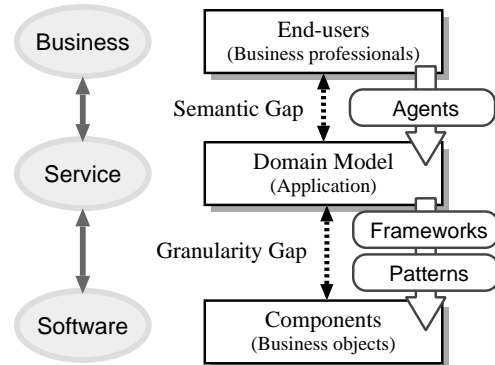 Business
End-users
(Business professionals)
Semantic Gap
Agents
Service
Domain Model
(Application)
Frameworks
Granularity Gap
Patterns
Software
Components
(Business objects)